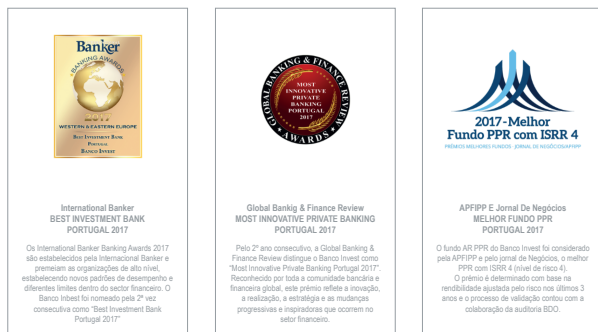 Banker
BANKING AWARDS
2017
WESTERN & EASTERN EUROPE
BEST INVESTMENT BANK
PORTUGAL
BANCO INVEST
International Banker
BEST INVESTMENT BANK
PORTUGAL 2017
Os International Banker Banking Awards 2017
são estabelecidos pela Internacional Banker e
premeiam as organizações de alto nível,
estabelecendo novos padrões de desempenho e
diferentes limites dentro do sector financeiro. O
Banco Inbest foi nomeado pela 2ª vez
consecutiva como “Best Investment Bank
Portugal 2017”
GLOBAL BANKING & FINANCE REVIEW
MOST
INNOVATIVE
PRIVATE
BANKING
PORTUGAL
2017
AWARDS
Global Bankig & Finance Review
MOST INNOVATIVE PRIVATE BANKING
PORTUGAL 2017
Pelo 2º ano consecutivo, a Global Banking &
Finance Review distingue o Banco Invest como
“Most Innovative Private Banking Portugal 2017”.
Reconhecido por toda a comunidade bancária e
financeira global, este prémio reflete a inovação,
a realização, a estratégia e as mudanças
progressivas e inspiradoras que ocorrem no
setor financeiro.
2017-Melhor
Fundo PPR com ISRR 4
PRÉMIOS MELHORES FUNDOS · JORNAL DE NEGÓCIOS/APFIPP
APFIPP E Jornal De Negócios
MELHOR FUNDO PPR
PORTUGAL 2017
O fundo AR PPR do Banco Invest foi considerado
pela APFIPP e pelo jornal de Negócios, o melhor
PPR com ISRR 4 (nível de risco 4).
O prémio é determinado com base na
rendibilidade ajustada pelo risco nos últimos 3
anos e o processo de validação contou com a
colaboração da auditoria BDO.